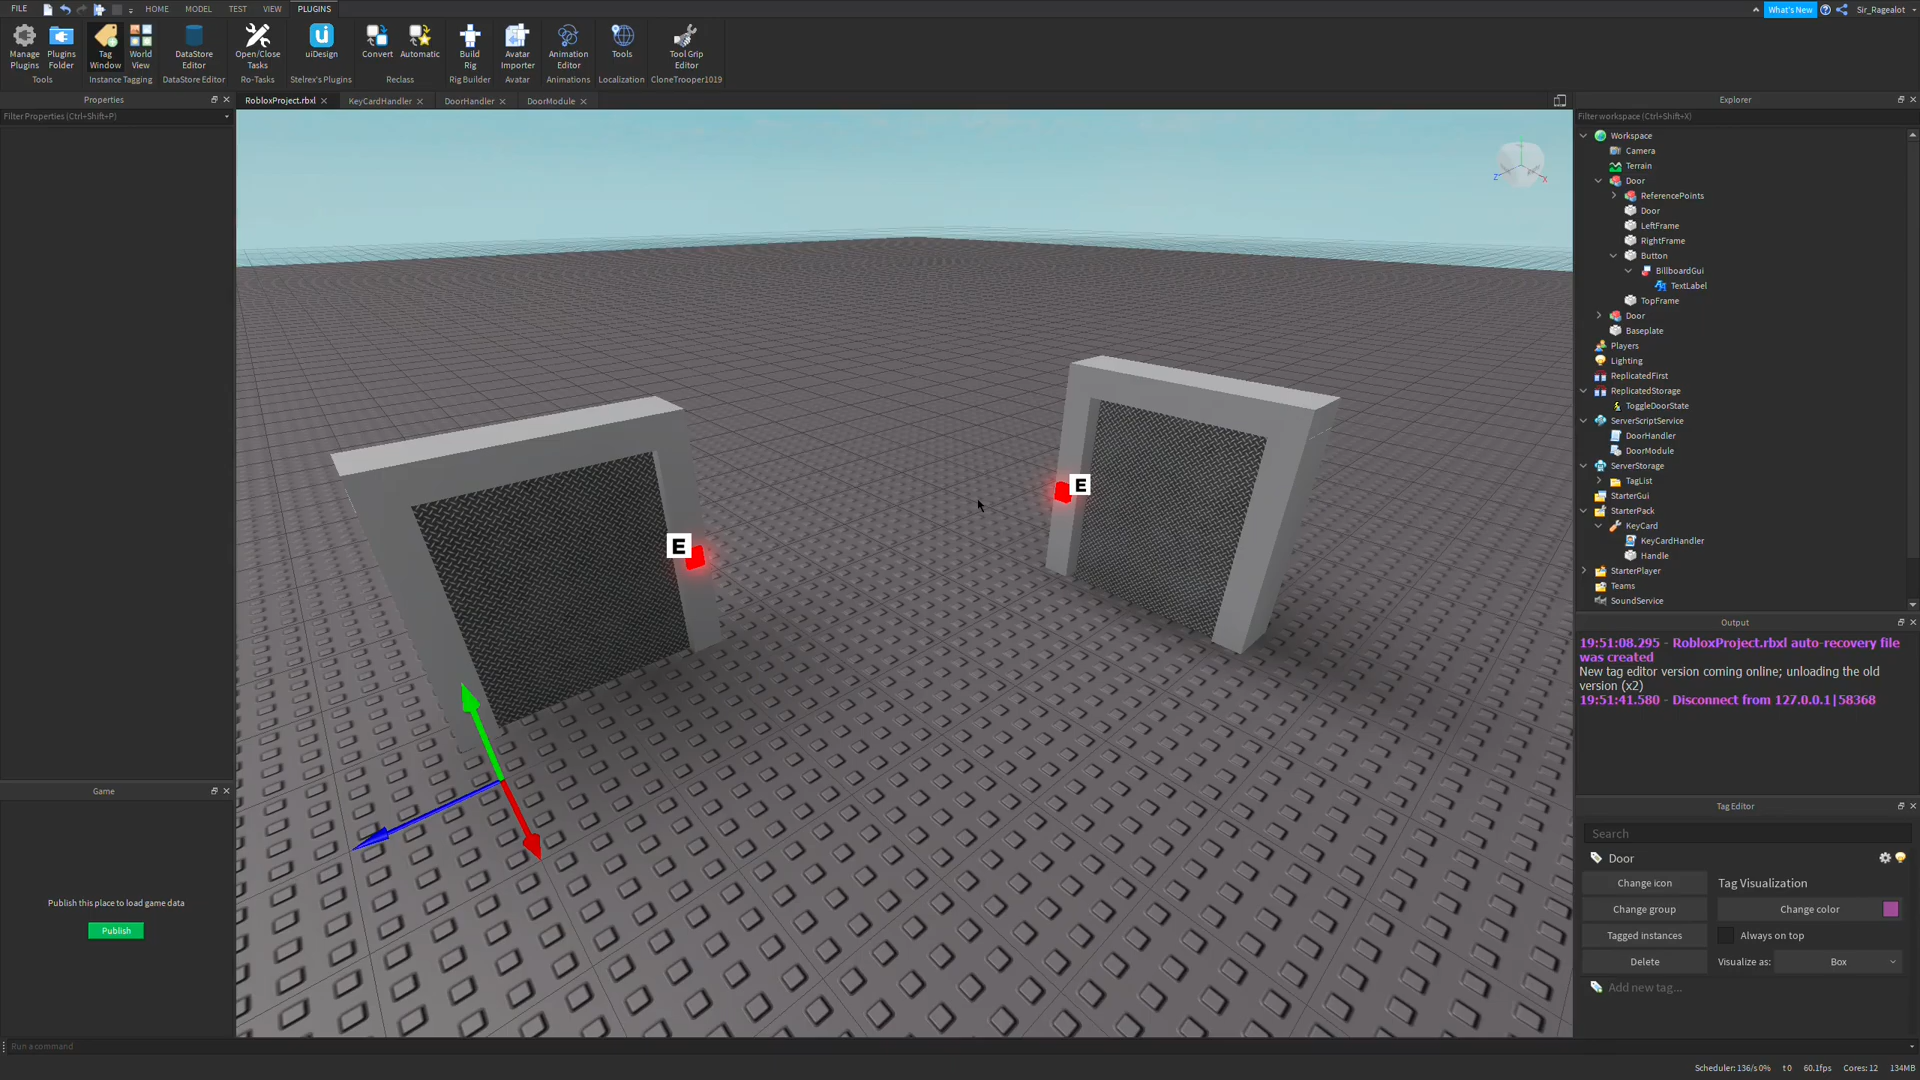 FILE HOME MODEL TEST VIEW PLUGINS What's New Sir_Ragealot
Manage Plugins
Plugins Folder
Tools
Tag Window
World View
Instance Tagging
DataStore Editor
DataStore Editor
Open/Close Tasks
Ro-Tasks
uiDesign
Stelrex's Plugins
Convert
Automatic
Reclass
Build Rig
Rig Builder
Avatar Importer
Avatar
Animation Editor
Animations
Tools
Localization
Tool Grip Editor
CloneTrooper1019
Properties
Filter Properties (Ctrl+Shift+P)
RobloxProject.rbxl KeyCardHandler DoorHandler DoorModule
E
E
Z
X
Game
Publish this place to load game data
Publish
Explorer
Filter workspace (Ctrl+Shift+X)
Workspace
Camera
Terrain
Door
ReferencePoints
Door
LeftFrame
RightFrame
Button
BillboardGui
TextLabel
TopFrame
Door
Baseplate
Players
Lighting
ReplicatedFirst
ReplicatedStorage
ToggleDoorState
ServerScriptService
DoorHandler
DoorModule
ServerStorage
TagList
StarterGui
StarterPack
KeyCard
KeyCardHandler
Handle
StarterPlayer
Teams
SoundService
Output
19:51:08.295 - RobloxProject.rbxl auto-recovery file
was created
New tag editor version coming online; unloading the old
version (x2)
19:51:41.580 - Disconnect from 127.0.0.1|58368
Tag Editor
Search
Door
Change icon Tag Visualization
Change group Change color
Tagged instances Always on top
Delete Visualize as: Box
Add new tag...
Run a command
Scheduler: 136/s 0% t 0 60.1fps Cores: 12 134MB